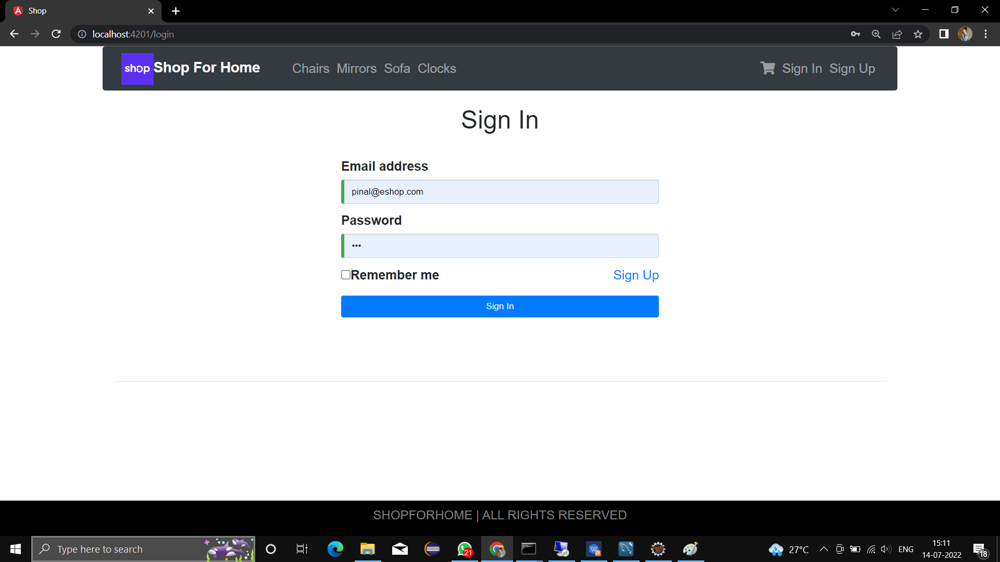 Shop
localhost:4201/login
shop Shop For Home Chairs Mirrors Sofa Clocks Sign In Sign Up
Sign In
Email address
pinal@eshop.com
Password
•••
Remember me Sign Up
Sign In
SHOPFORHOME | ALL RIGHTS RESERVED
Type here to search
21
27°C
ENG
15:11
14-07-2022
18